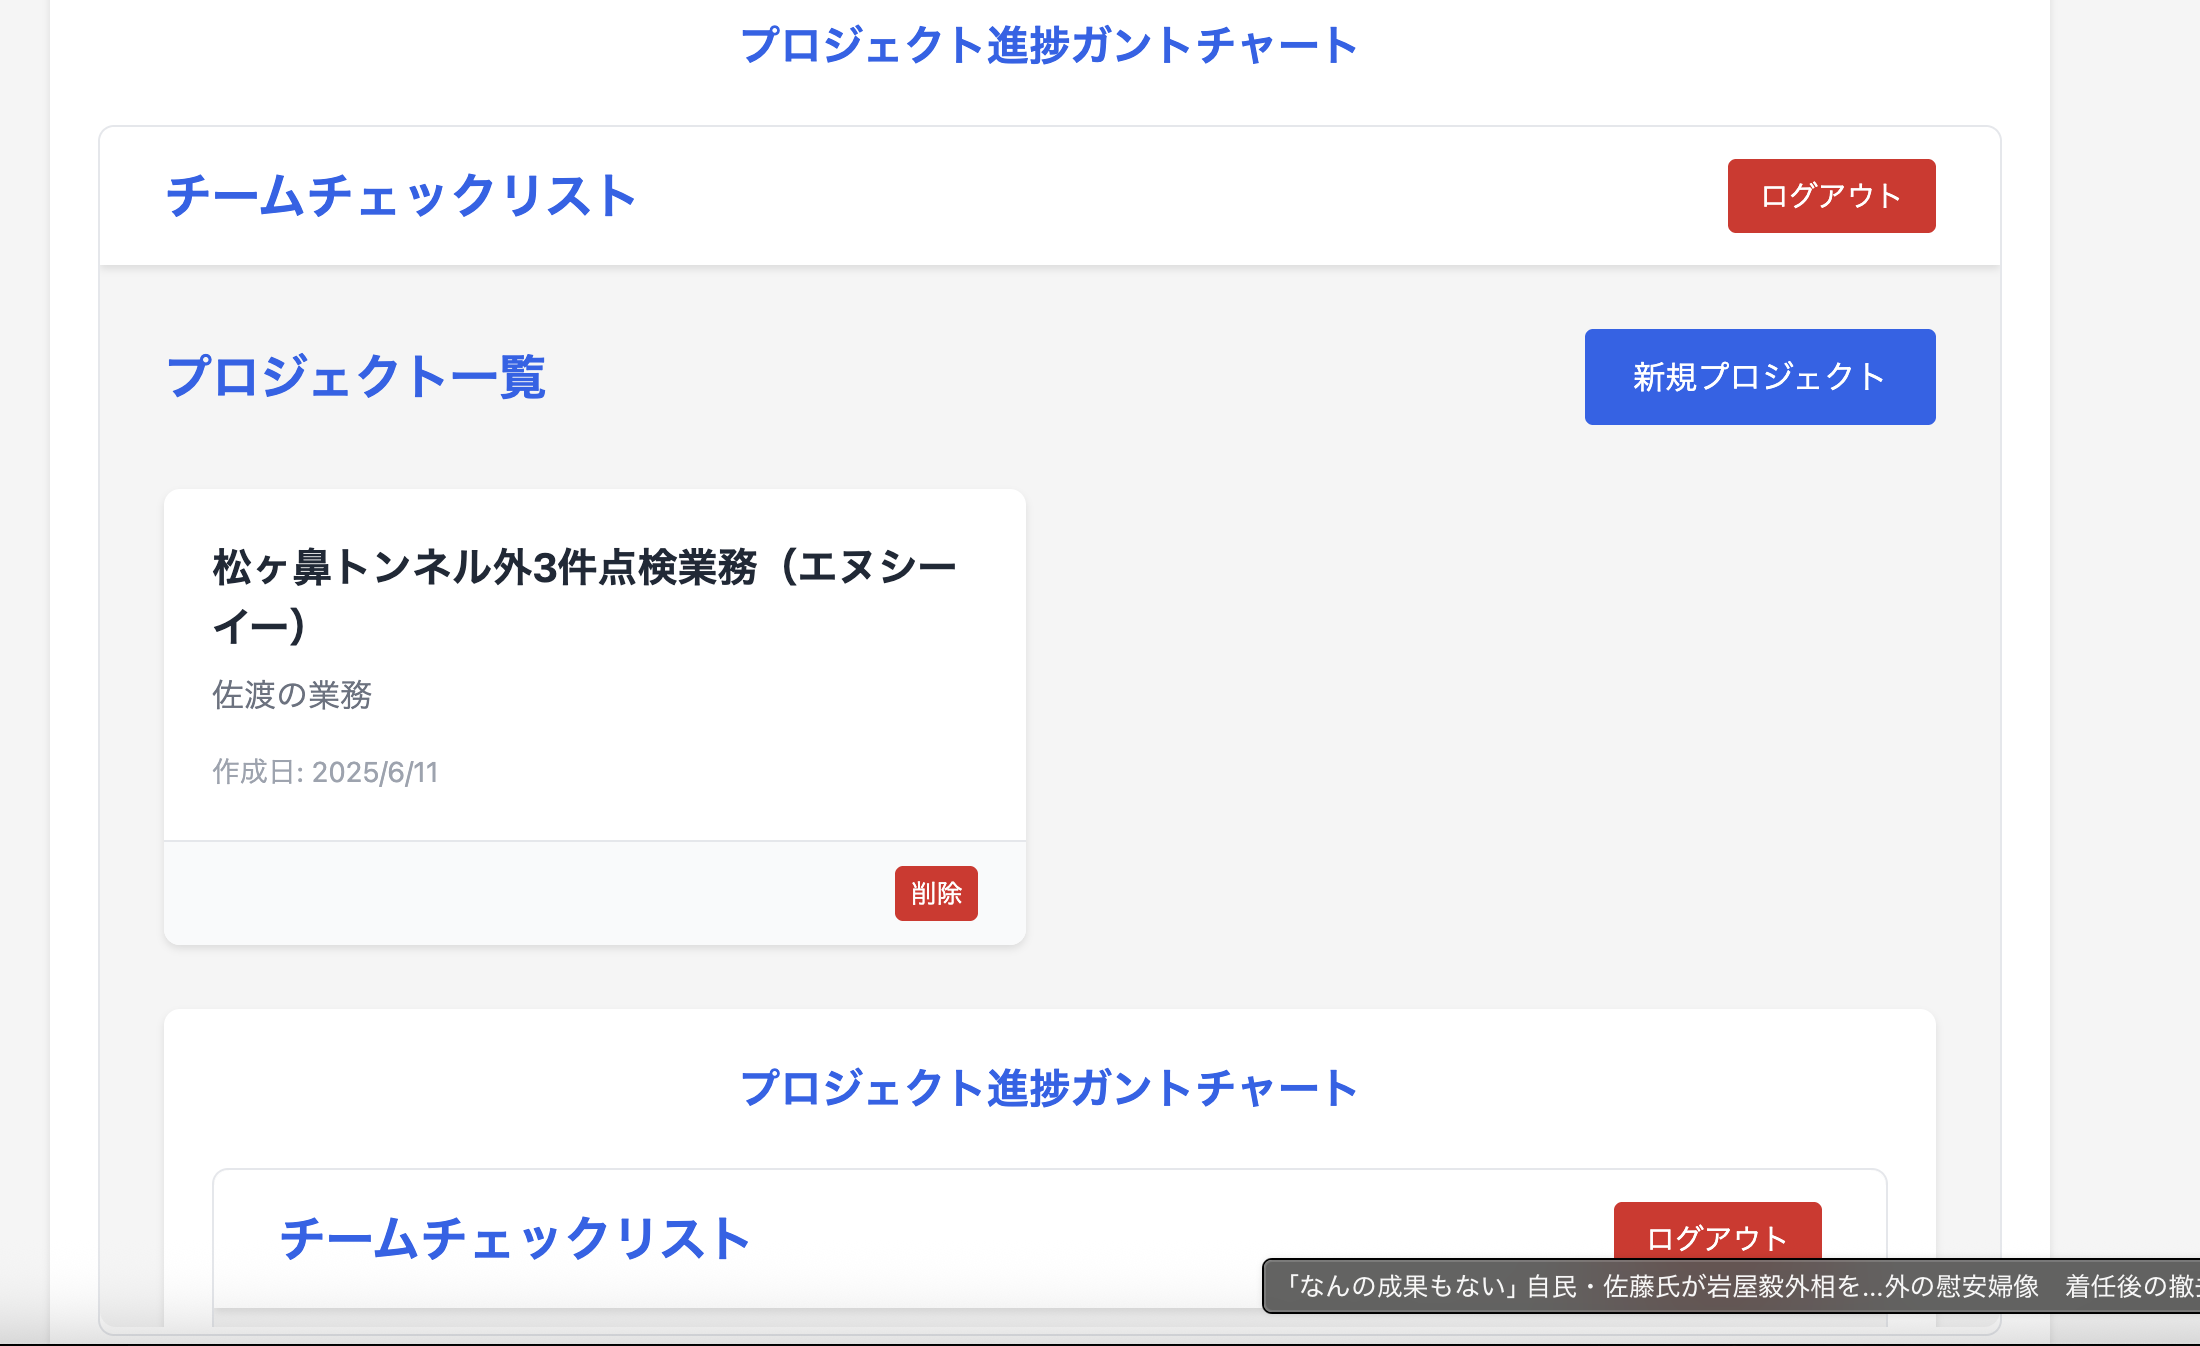 プロジェクト進捗ガントチャート
チームチェックリスト
ログアウト
プロジェクト一覧
新規プロジェクト
松ヶ鼻トンネル外3件点検業務（エヌシー
イー）
佐渡の業務
作成日: 2025/6/11
削除
プロジェクト進捗ガントチャート
チームチェックリスト
ログアウト
「なんの成果もない」自民・佐藤氏が岩屋毅外相を...外の慰安婦像　着任後の撤